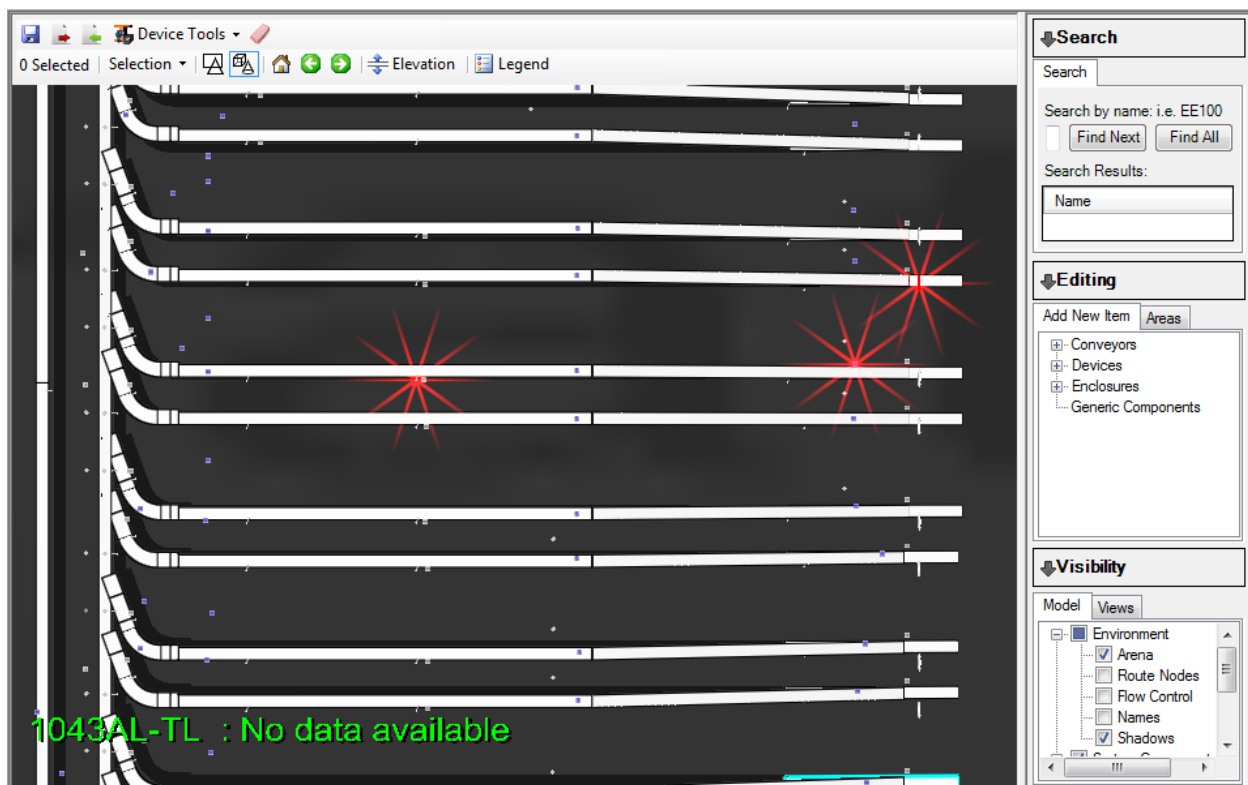 Device Tools
0 Selected Selection Elevation Legend
1043AL-TL : No data available
Search
Search
Search by name: i.e. EE100
Find Next Find All
Search Results:
Name
Editing
Add New Item Areas
Conveyors
Devices
Enclosures
Generic Components
Visibility
Model Views
Environment
Arena
Route Nodes
Flow Control
Names
Shadows